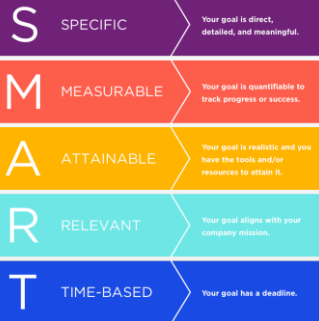 S SPECIFIC
Your goal is direct,
detailed, and meaningful.
M MEASURABLE
Your goal is quantifiable to
track progress or success.
A ATTAINABLE
Your goal is realistic and you
have the tools and/or
resources to attain it.
R RELEVANT
Your goal aligns with your
company mission.
T TIME-BASED
Your goal has a deadline.